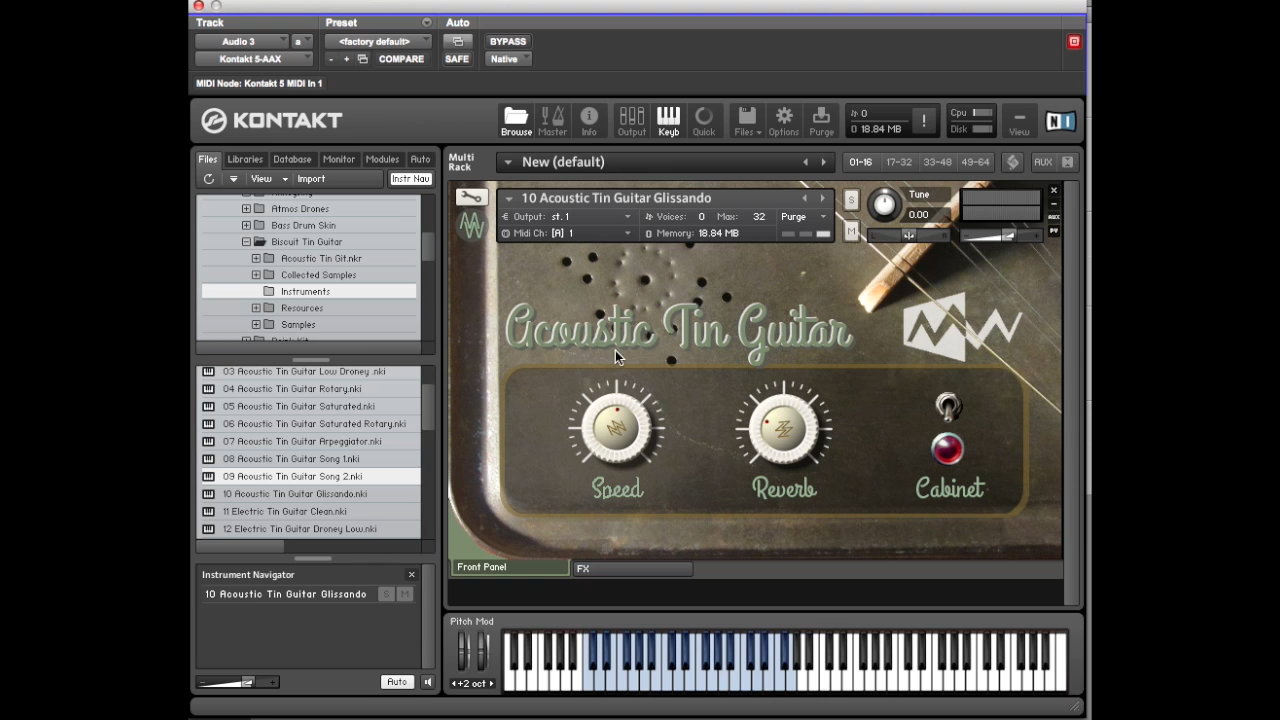 Track
Preset
Auto
Audio 3
a
<factory default>
BYPASS
Kontakt 5-AAX
- + COMPARE
SAFE
Native
MIDI Node: Kontakt 5 MIDI In 1
KONTAKT
Browse
Master
Info
Output
Keyb
Quick
Files
Options
Purge
0
18.84 MB
!
Cpu
Disk
View
NI
Files
Libraries
Database
Monitor
Modules
Auto
View
Import
Instr Nav
Atmos Drones
Bass Drum Skin
Biscuit Tin Guitar
Acoustic Tin Git.nkr
Collected Samples
Instruments
Resources
Samples
03 Acoustic Tin Guitar Low Droney .nki
04 Acoustic Tin Guitar Rotary.nki
05 Acoustic Tin Guitar Saturated.nki
06 Acoustic Tin Guitar Saturated Rotary.nki
07 Acoustic Tin Guitar Arpeggiator.nki
08 Acoustic Tin Guitar Song 1.nki
09 Acoustic Tin Guitar Song 2.nki
10 Acoustic Tin Guitar Glissando.nki
11 Electric Tin Guitar Clean.nki
12 Electric Tin Guitar Droney Low.nki
Instrument Navigator
10 Acoustic Tin Guitar Glissando
S
M
Auto
Multi
Rack
New (default)
01-16
17-32
33-48
49-64
AUX
10 Acoustic Tin Guitar Glissando
Output: st.1
Voices: 0 Max: 32
Purge
Midi Ch: [A] 1
Memory: 18.84 MB
S
M
Tune
0.00
AUX
PV
Acoustic Tin Guitar
Speed
Reverb
Cabinet
Front Panel
FX
Pitch Mod
+2 oct